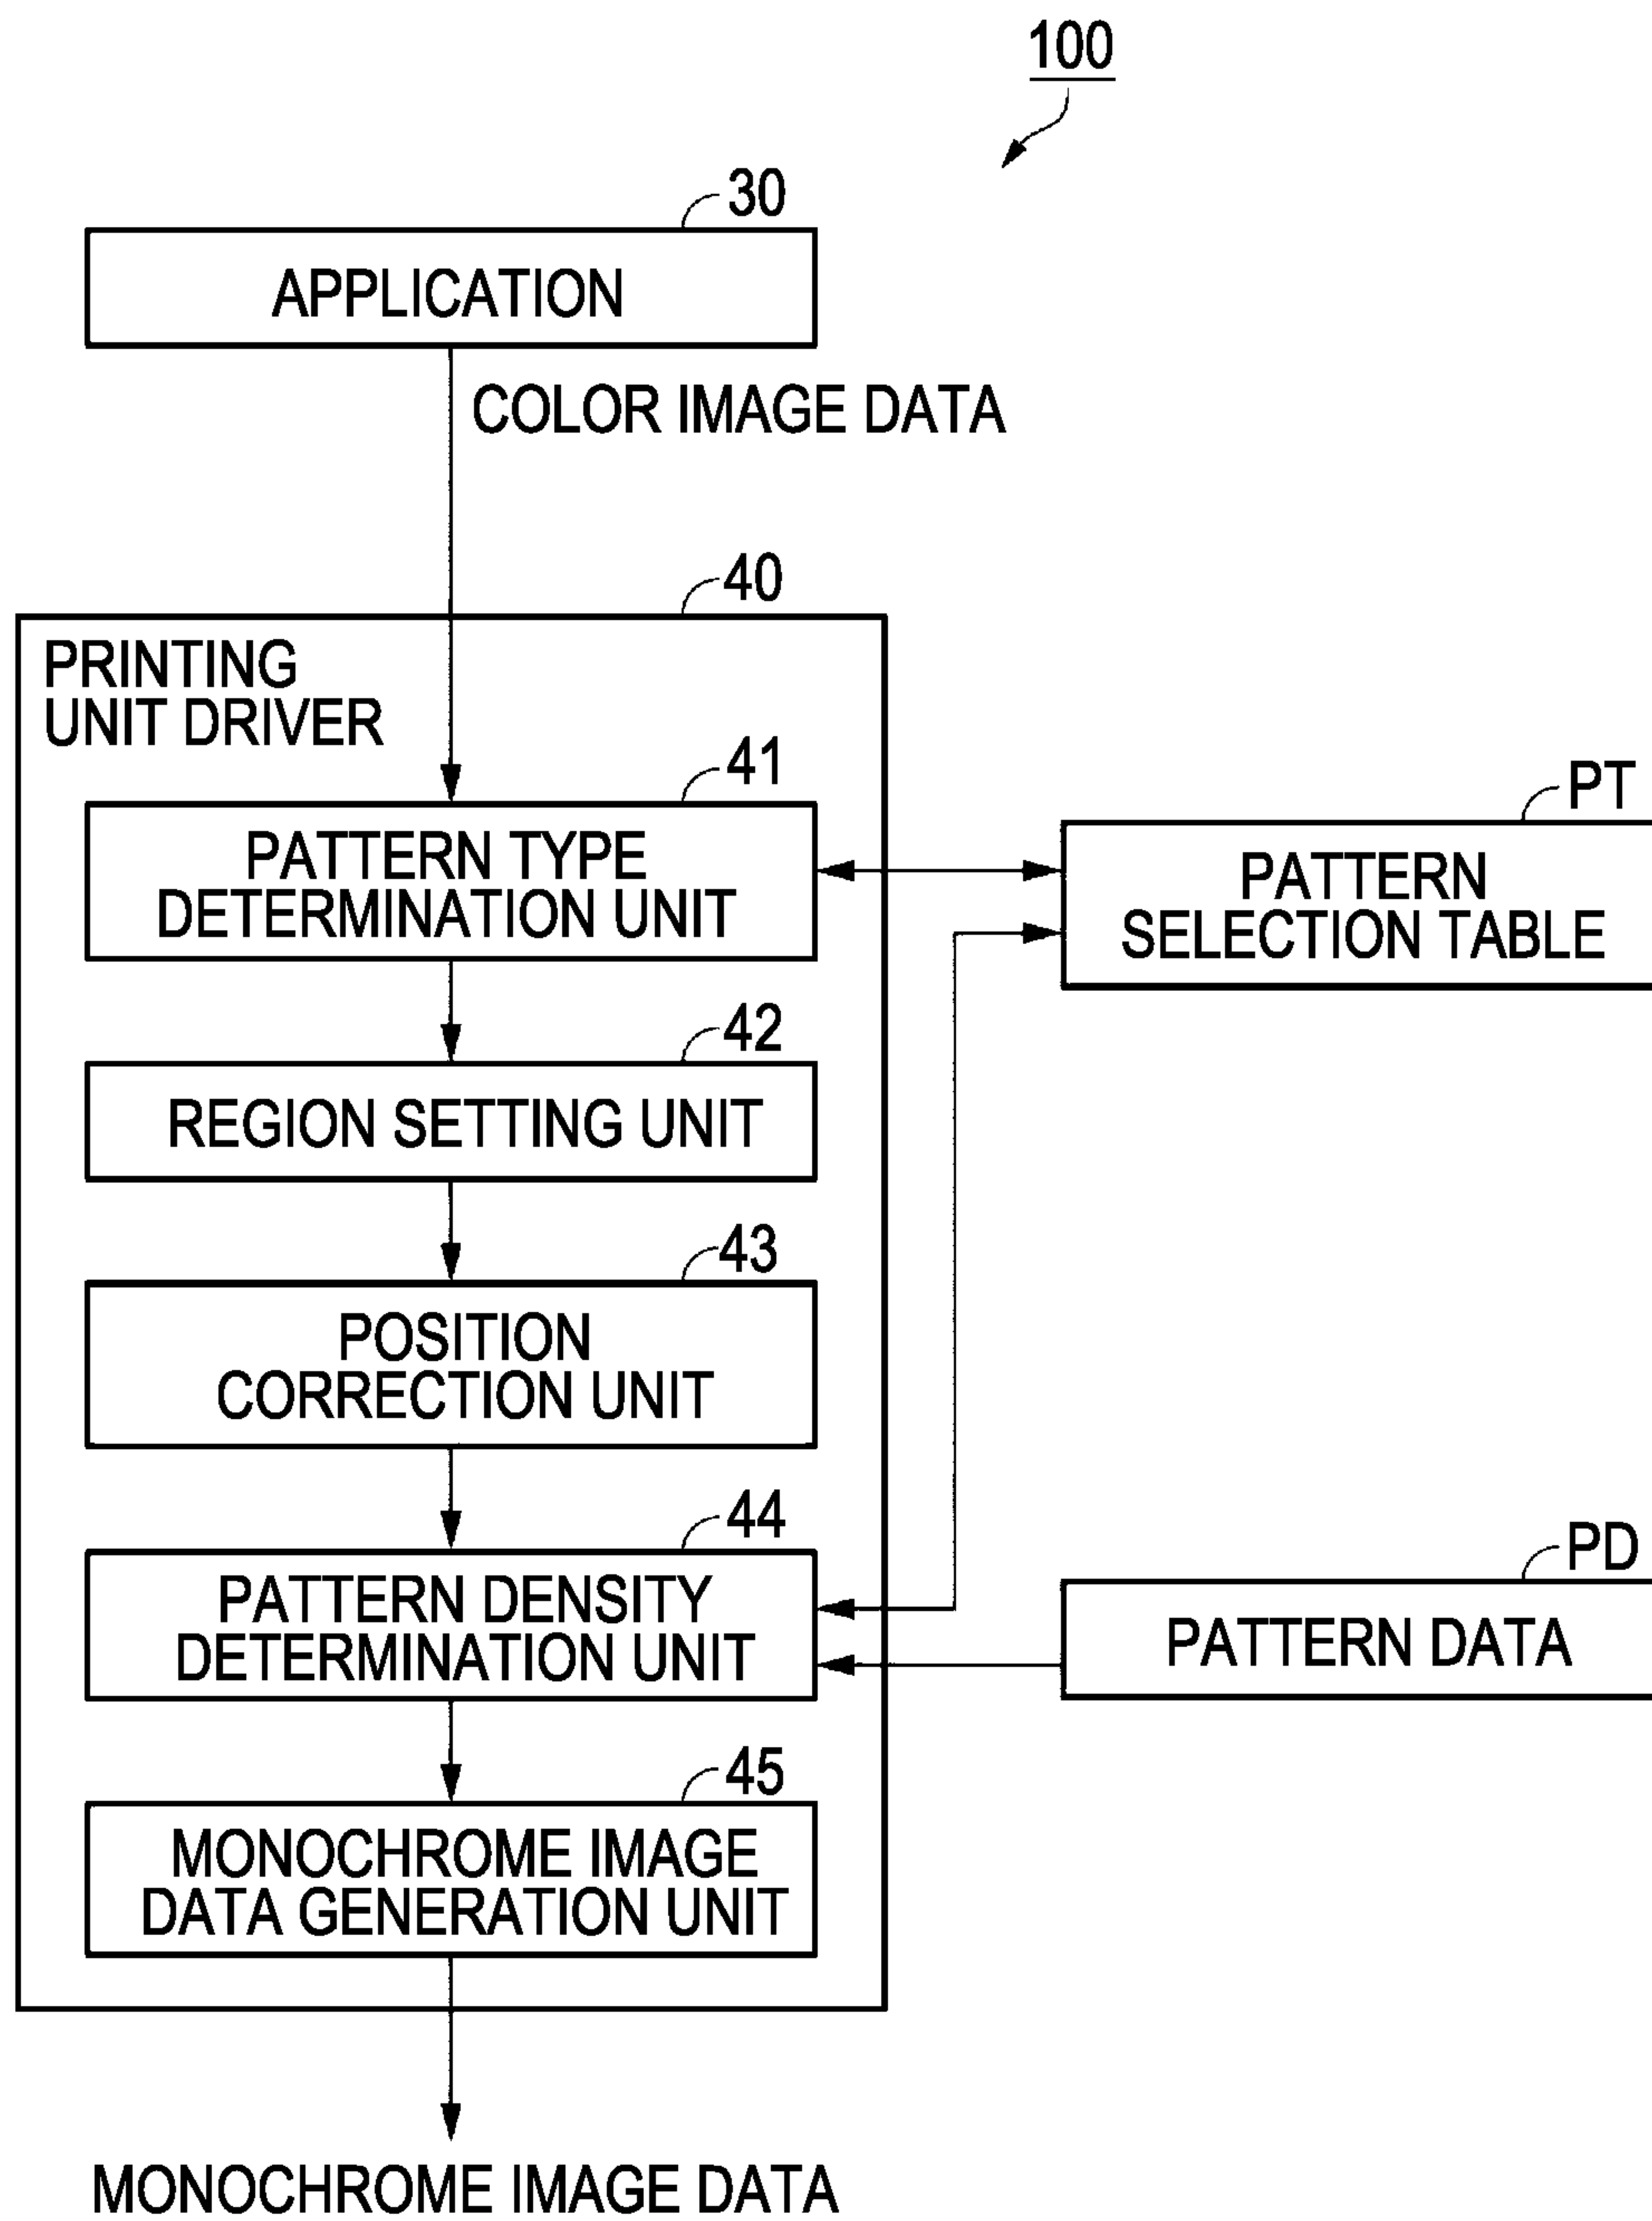 100
30
APPLICATION
COLOR IMAGE DATA
40
PRINTING
UNIT DRIVER
41
PATTERN TYPE
DETERMINATION UNIT
PT
PATTERN
SELECTION TABLE
42
REGION SETTING UNIT
43
POSITION
CORRECTION UNIT
44
PATTERN DENSITY
DETERMINATION UNIT
PD
PATTERN DATA
45
MONOCHROME IMAGE
DATA GENERATION UNIT
MONOCHROME IMAGE DATA